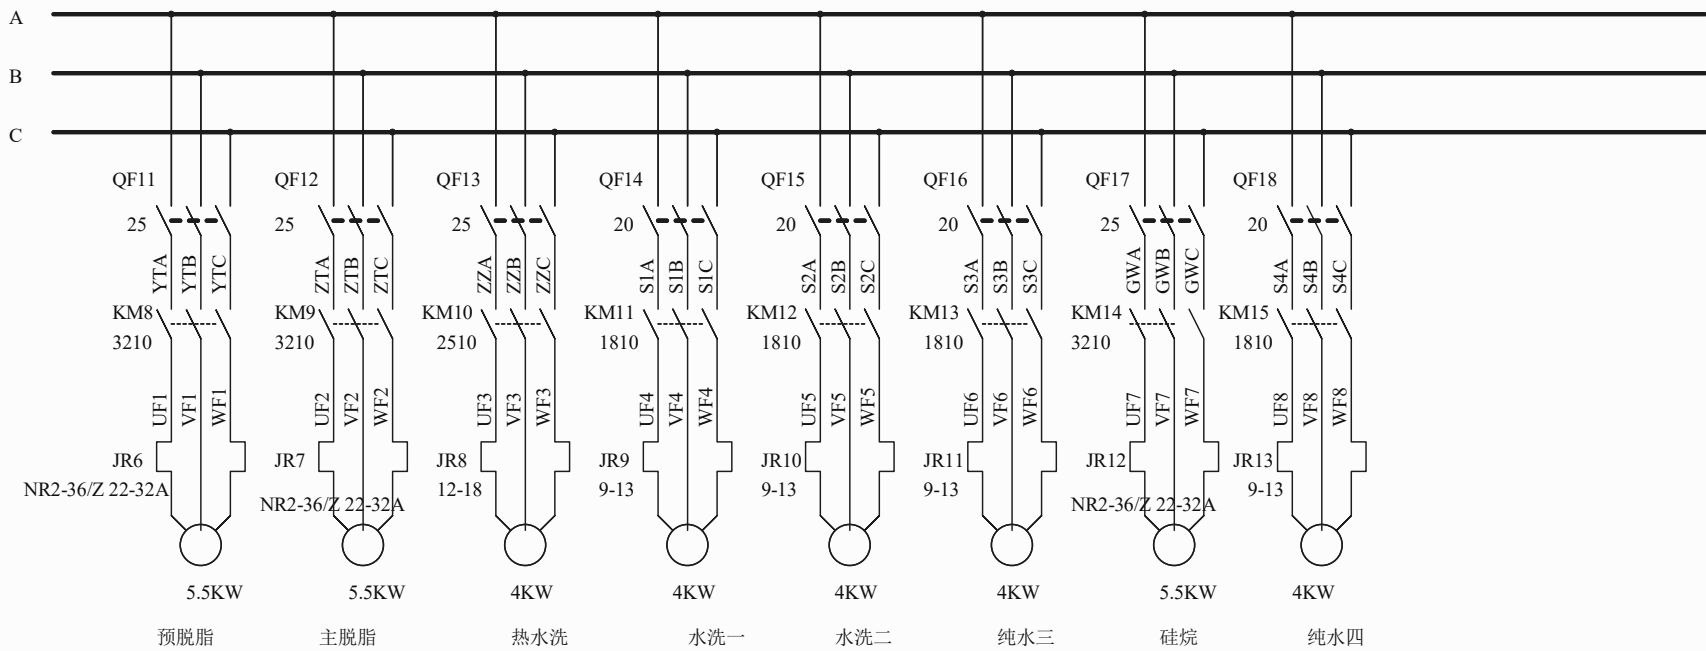 A
B
C
QF11 QF12 QF13 QF14 QF15 QF16 QF17 QF18
25 25 25 20 20 20 25 20
YTA YTB YTC ZTA ZTB ZTC ZZA ZZB ZZC S1A S1B S1C S2A S2B S2C S3A S3B S3C GWA GWB GWC S4A S4B S4C
KM8 KM9 KM10 KM11 KM12 KM13 KM14 KM15
3210 3210 2510 1810 1810 1810 3210 1810
UF1 VF1 WF1 UF2 VF2 WF2 UF3 VF3 WF3 UF4 VF4 WF4 UF5 VF5 WF5 UF6 VF6 WF6 UF7 VF7 WF7 UF8 VF8 WF8
JR6 JR7 JR8 JR9 JR10 JR11 JR12 JR13
NR2-36/Z 22-32A 12-18 9-13 9-13 9-13 9-13
NR2-36/Z 22-32A NR2-36/Z 22-32A
5.5KW 5.5KW 4KW 4KW 4KW 4KW 5.5KW 4KW
预脱脂 主脱脂 热水洗 水洗一 水洗二 纯水三 硅烷 纯水四